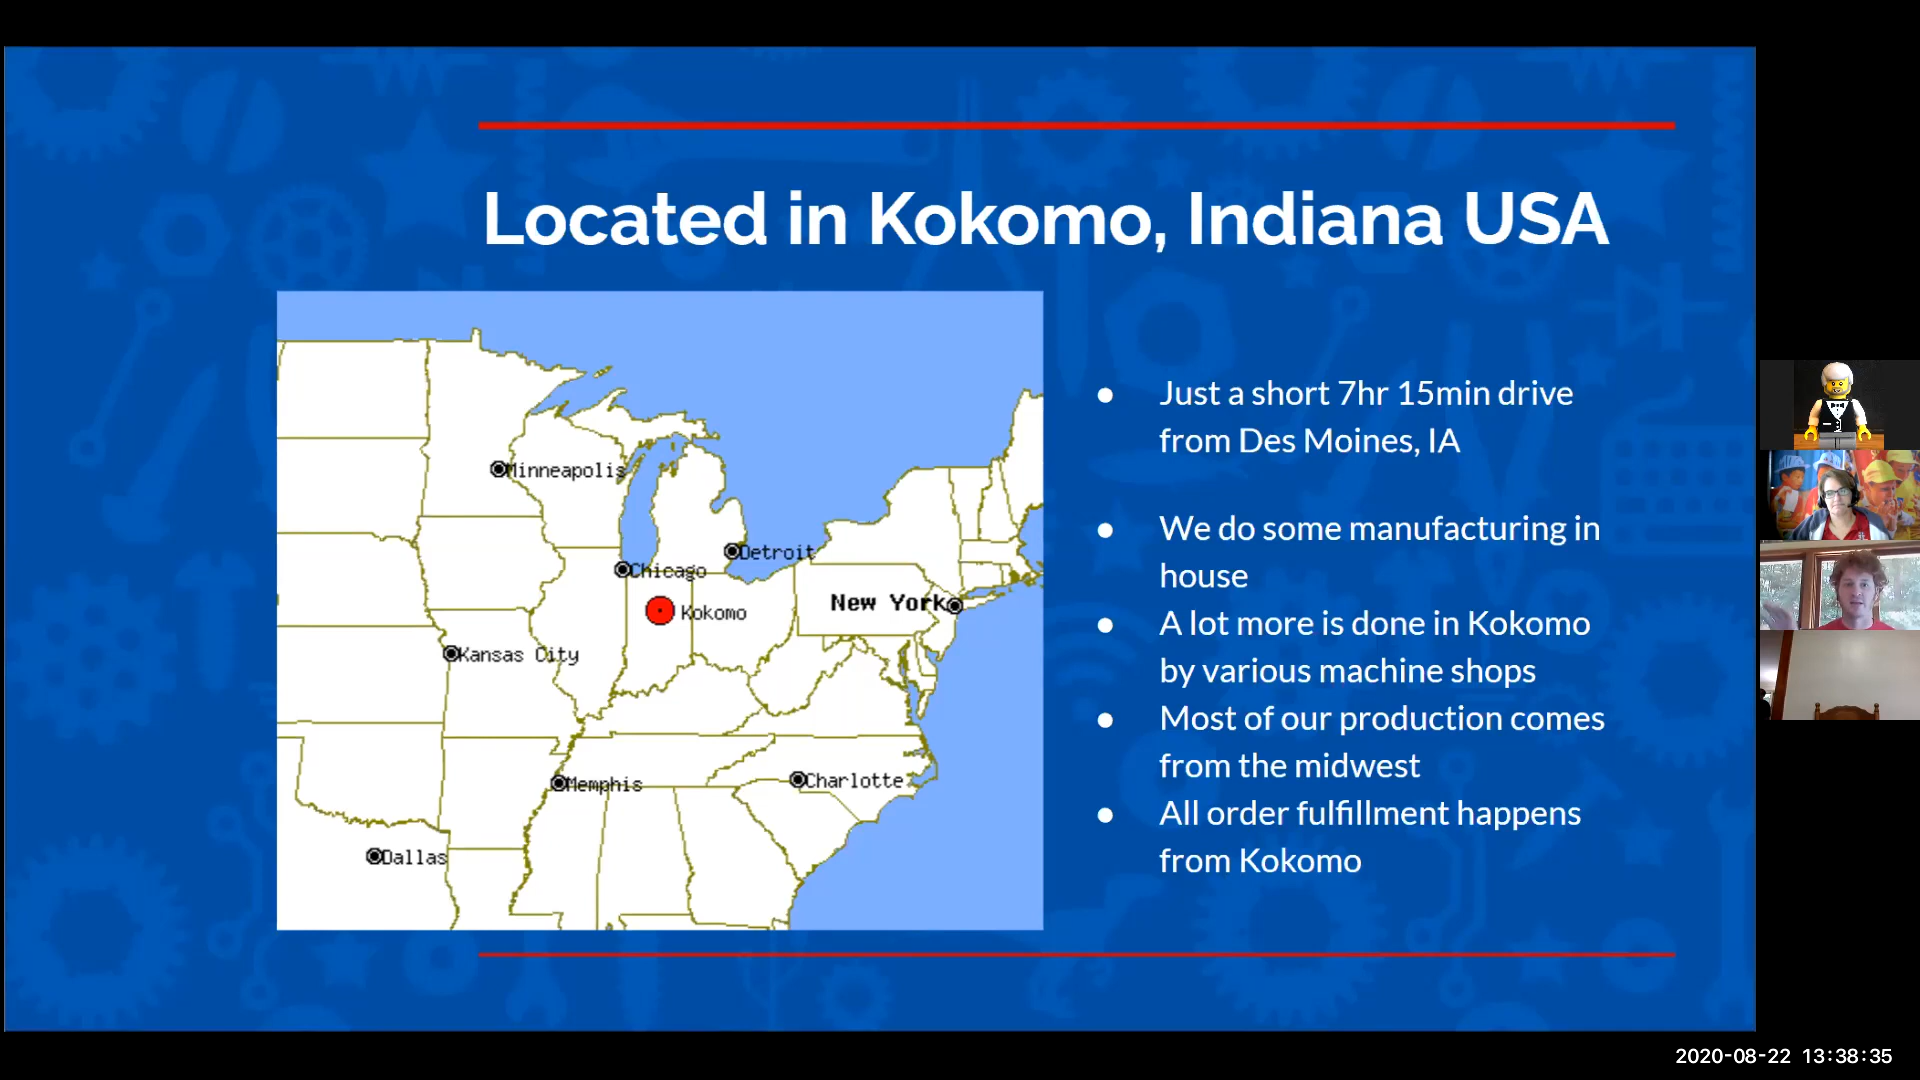 Located in Kokomo, Indiana USA
Minneapolis
Detroit
Chicago
New York
Kokomo
Kansas City
Memphis
Charlotte
Dallas
● Just a short 7hr 15min drive
from Des Moines, IA
● We do some manufacturing in
house
● A lot more is done in Kokomo
by various machine shops
● Most of our production comes
from the midwest
● All order fulfillment happens
from Kokomo
2020-08-22 13:38:35